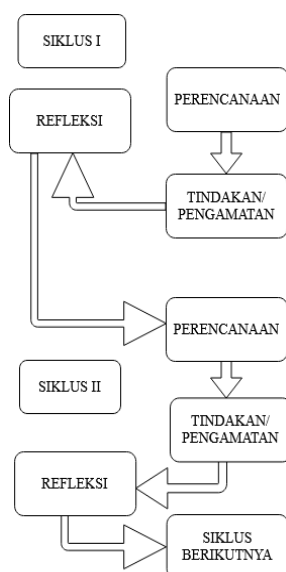 SIKLUS I
PERENCANAAN
REFLEKSI
TINDAKAN/
PENGAMATAN
PERENCANAAN
SIKLUS II
TINDAKAN/
PENGAMATAN
REFLEKSI
SIKLUS
BERIKUTNYA